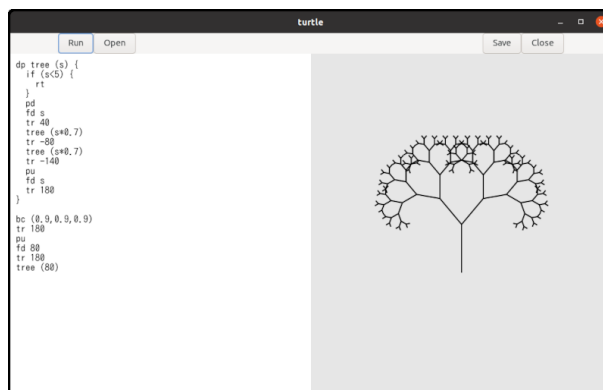 turtle
Run Open Save Close
dp tree (s) {
  if (s<5) {
    rt
  }
  pd
  fd s
  tr 40
  tree (s*0.7)
  tr -80
  tree (s*0.7)
  tr -140
  pu
  fd s
  tr 180
}

bc (0.9,0.9,0.9)
tr 180
pu
fd 80
tr 180
tree (80)